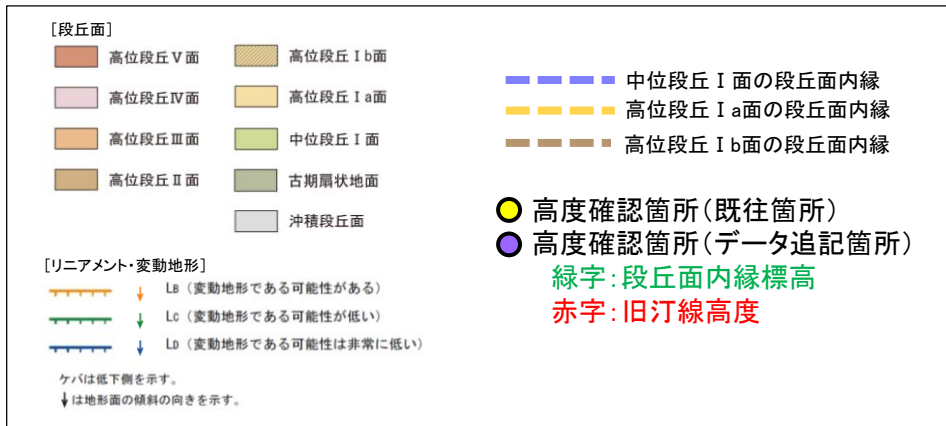 [段丘面]
高位段丘Ⅴ面
高位段丘Ⅰb面
高位段丘Ⅳ面
高位段丘Ⅰa面
高位段丘Ⅲ面
中位段丘Ⅰ面
高位段丘Ⅱ面
古期扇状地面
沖積段丘面
[リニアメント・変動地形]
LB（変動地形である可能性がある）
LC（変動地形である可能性が低い）
LD（変動地形である可能性は非常に低い）
ケバは低下側を示す。
↓は地形面の傾斜の向きを示す。
中位段丘Ⅰ面の段丘面内縁
高位段丘Ⅰa面の段丘面内縁
高位段丘Ⅰb面の段丘面内縁
高度確認箇所(既往箇所)
高度確認箇所(データ追記箇所)
緑字:段丘面内縁標高
赤字:旧汀線高度